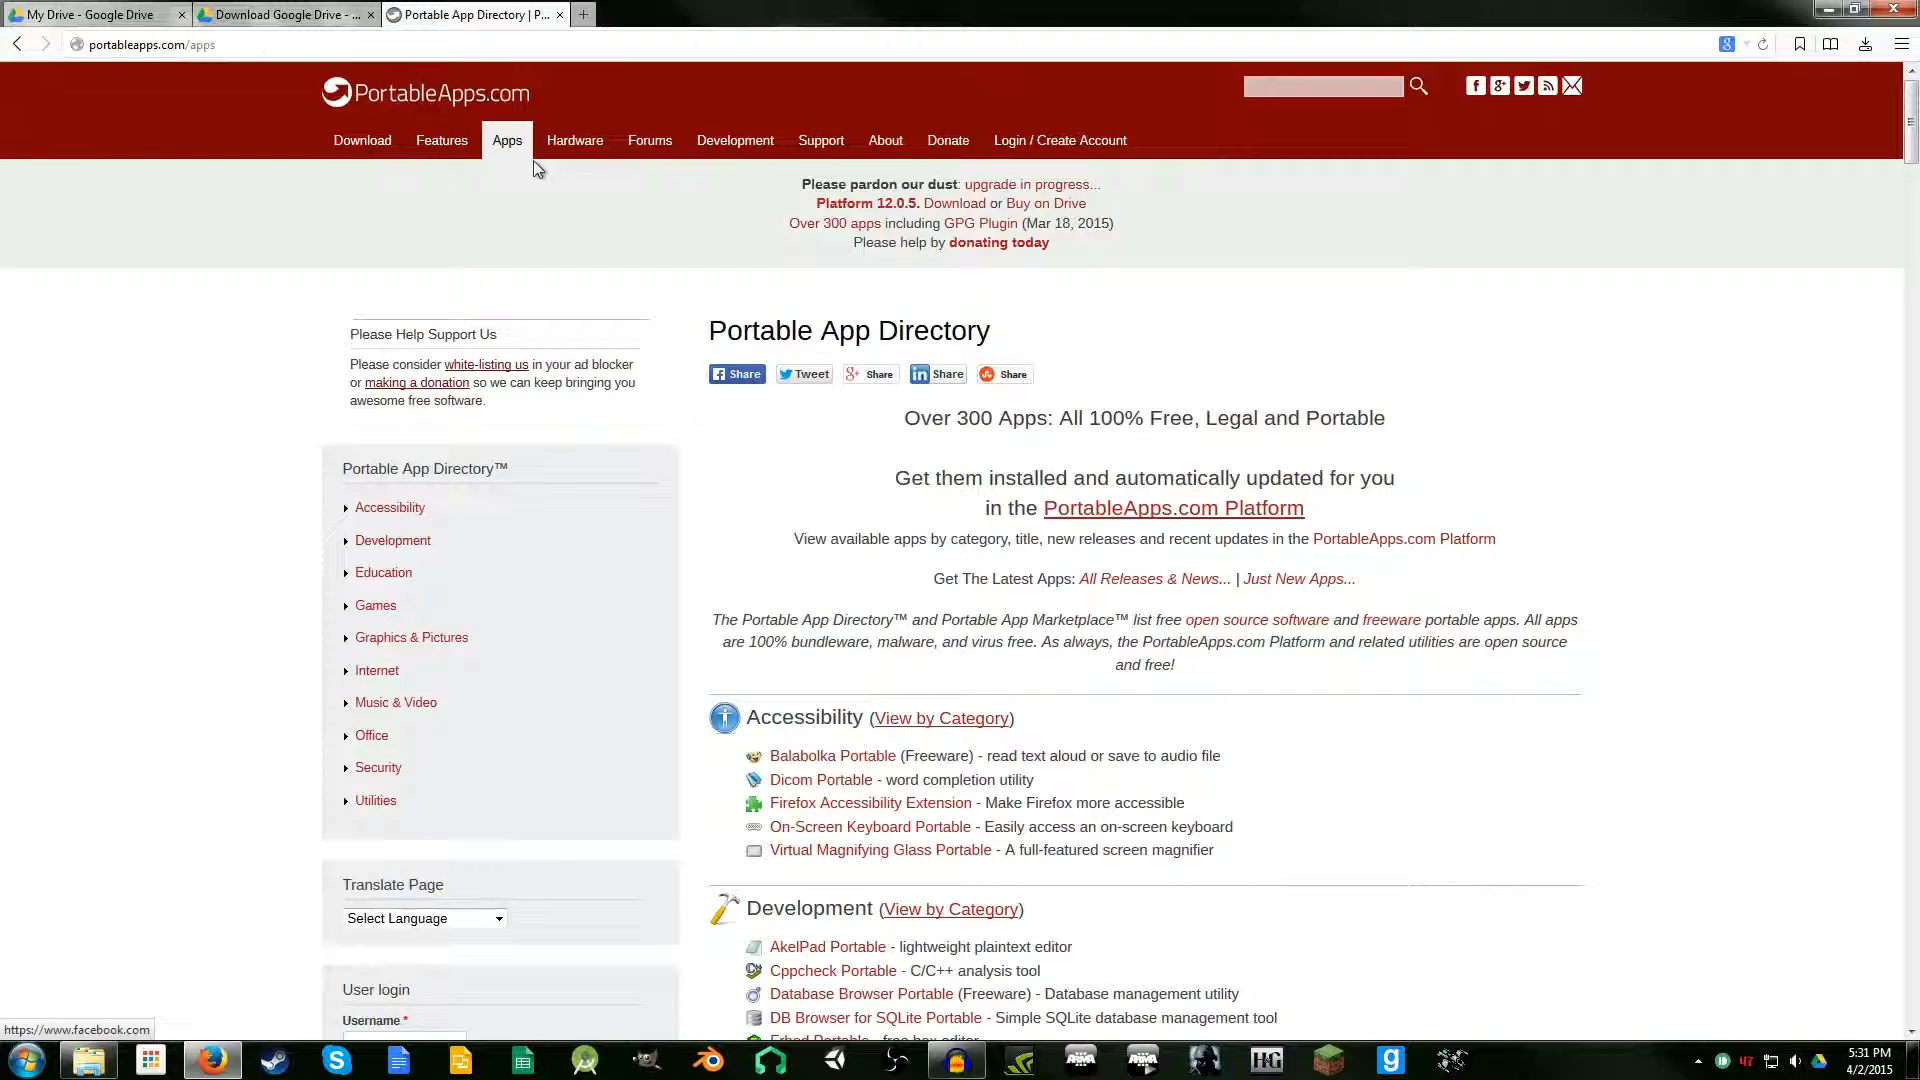 My Drive - Google Drive
Download Google Drive - ...
Portable App Directory | P...
portableapps.com/apps
PortableApps.com
Download Features Apps Hardware Forums Development Support About Donate Login / Create Account
Please pardon our dust: upgrade in progress...
Platform 12.0.5. Download or Buy on Drive
Over 300 apps including GPG Plugin (Mar 18, 2015)
Please help by donating today
Please Help Support Us
Please consider white-listing us in your ad blocker
or making a donation so we can keep bringing you
awesome free software.
Portable App Directory™
Accessibility
Development
Education
Games
Graphics & Pictures
Internet
Music & Video
Office
Security
Utilities
Translate Page
Select Language
User login
Username *
Portable App Directory
Share Tweet Share Share Share
Over 300 Apps: All 100% Free, Legal and Portable
Get them installed and automatically updated for you
in the PortableApps.com Platform
View available apps by category, title, new releases and recent updates in the PortableApps.com Platform
Get The Latest Apps: All Releases & News... | Just New Apps...
The Portable App Directory™ and Portable App Marketplace™ list free open source software and freeware portable apps. All apps
are 100% bundleware, malware, and virus free. As always, the PortableApps.com Platform and related utilities are open source
and free!
Accessibility (View by Category)
Balabolka Portable (Freeware) - read text aloud or save to audio file
Dicom Portable - word completion utility
Firefox Accessibility Extension - Make Firefox more accessible
On-Screen Keyboard Portable - Easily access an on-screen keyboard
Virtual Magnifying Glass Portable - A full-featured screen magnifier
Development (View by Category)
AkelPad Portable - lightweight plaintext editor
Cppcheck Portable - C/C++ analysis tool
Database Browser Portable (Freeware) - Database management utility
DB Browser for SQLite Portable - Simple SQLite database management tool
https://www.facebook.com
ARMA
ARMA
H&G
47
5:31 PM
4/2/2015